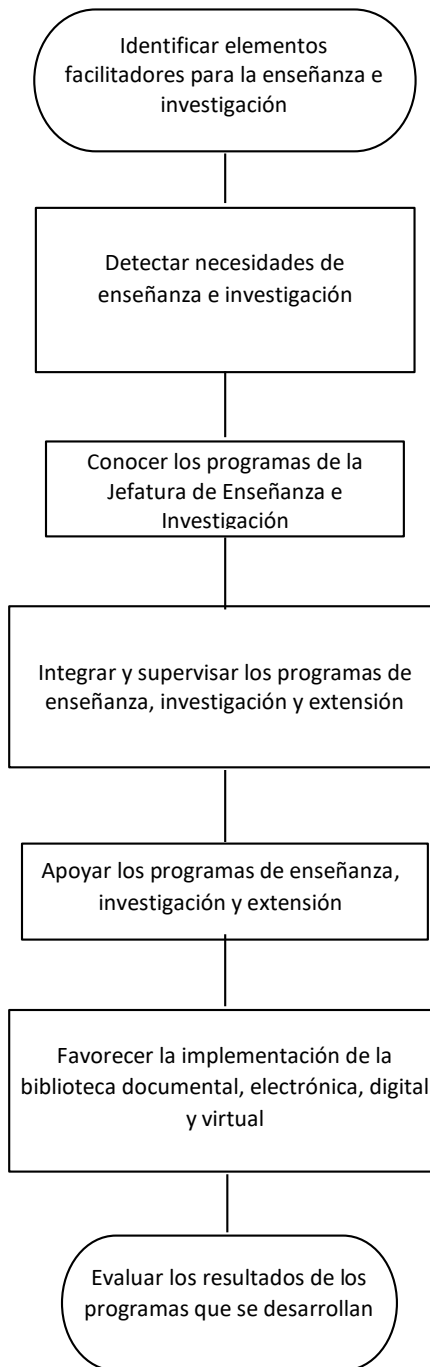 Identificar elementos
facilitadores para la enseñanza e
investigación
Detectar necesidades de
enseñanza e investigación
Conocer los programas de la
Jefatura de Enseñanza e
Investigación
Integrar y supervisar los programas de
enseñanza, investigación y extensión
Apoyar los programas de enseñanza,
investigación y extensión
Favorecer la implementación de la
biblioteca documental, electrónica, digital
y virtual
Evaluar los resultados de los
programas que se desarrollan